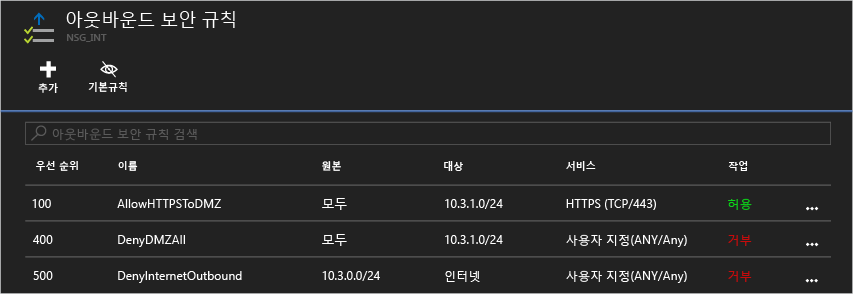 아웃바운드 보안 규칙
NSG_INT
추가 기본규칙
아웃바운드 보안 규칙 검색
우선 순위 이름 원본 대상 서비스 작업
100 AllowHTTPSToDMZ 모두 10.3.1.0/24 HTTPS (TCP/443) 허용 ...
400 DenyDMZAll 모두 10.3.1.0/24 사용자 지정(ANY/Any) 거부 ...
500 DenyInternetOutbound 10.3.0.0/24 인터넷 사용자 지정(ANY/Any) 거부 ...